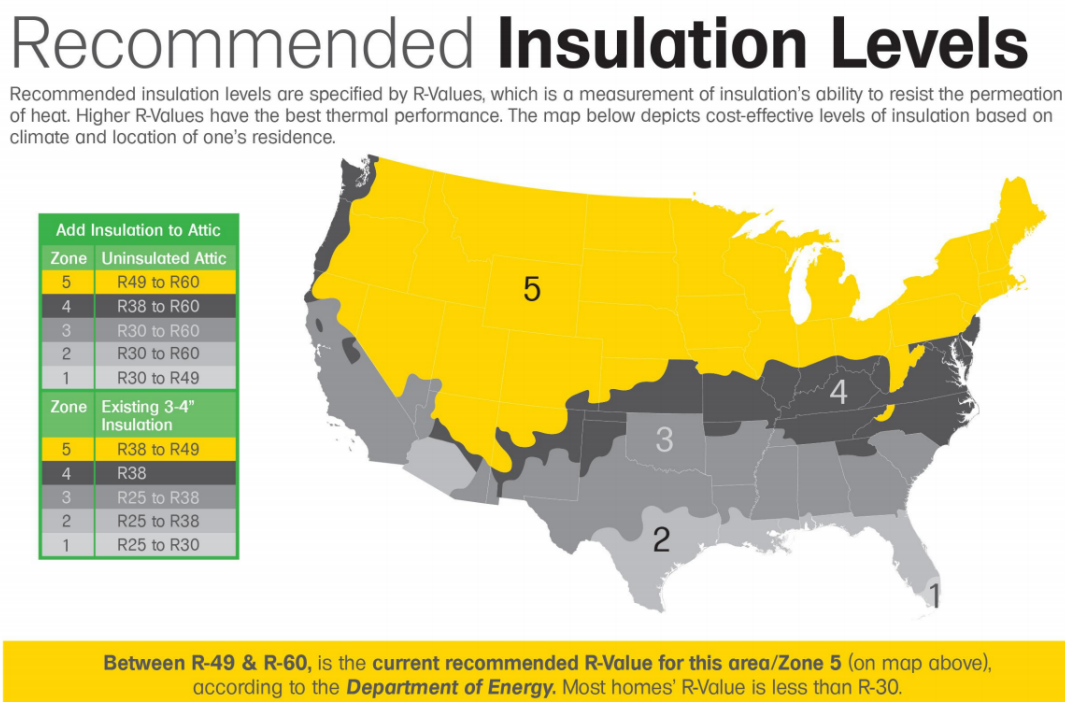 Recommended Insulation Levels
Recommended insulation levels are specified by R-Values, which is a measurement of insulation's ability to resist the permeation
of heat. Higher R-Values have the best thermal performance. The map below depicts cost-effective levels of insulation based on
climate and location of one's residence.
Add Insulation to Attic
Zone Uninsulated Attic
5 R49 to R60
4 R38 to R60
3 R30 to R60
2 R30 to R60
1 R30 to R49
Zone Existing 3-4"
Insulation
5 R38 to R49
4 R38
3 R25 to R38
2 R25 to R38
1 R25 to R30
5
4
3
2
1
Between R-49 & R-60, is the current recommended R-Value for this area/Zone 5 (on map above),
according to the Department of Energy. Most homes' R-Value is less than R-30.